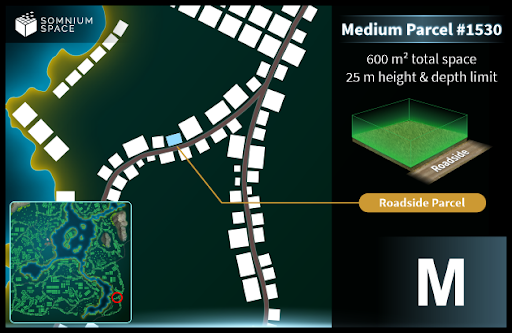 SOMNIUM
SPACE
Medium Parcel #1530
600 m² total space
25 m height & depth limit
Roadside
Roadside Parcel
M